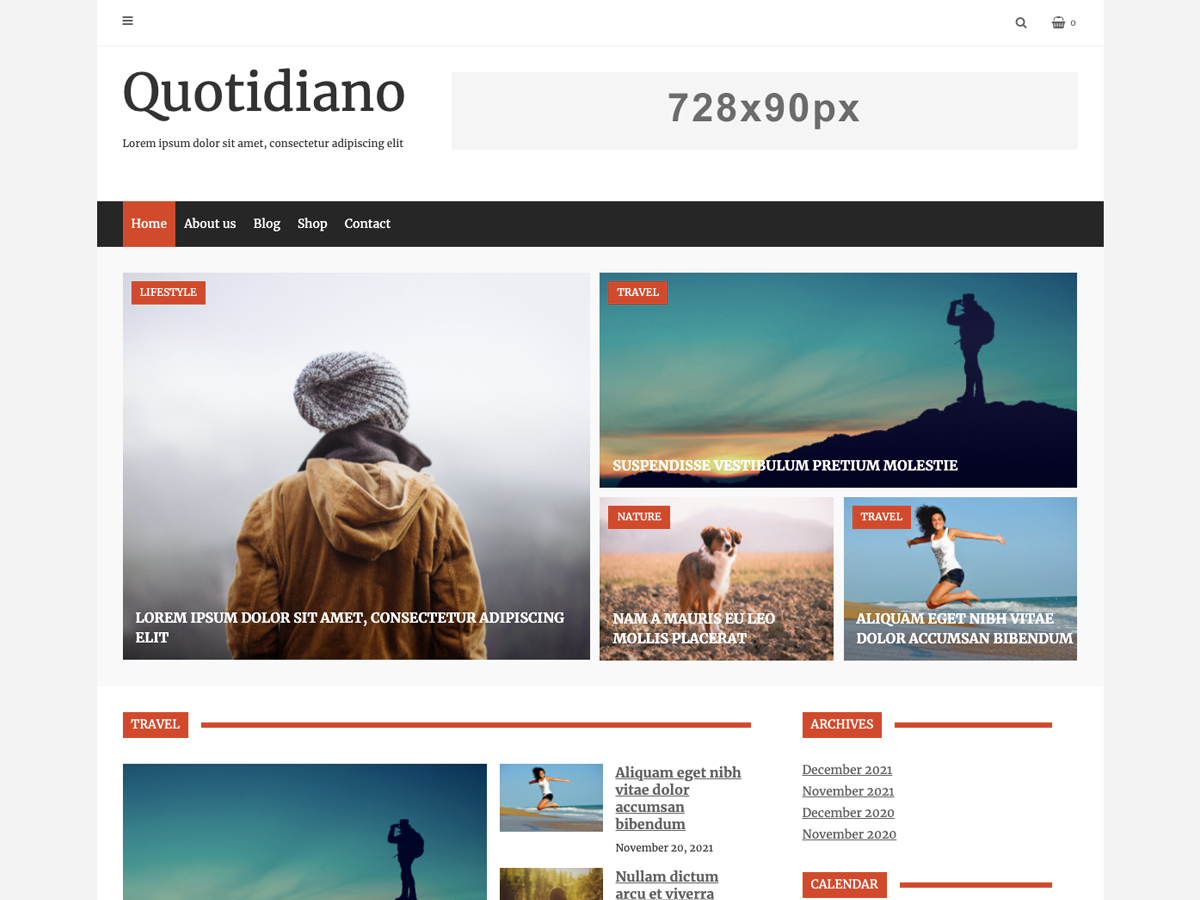 0
Quotidiano
728x90px
Lorem ipsum dolor sit amet, consectetur adipiscing elit
Home About us Blog Shop Contact
LIFESTYLE
LOREM IPSUM DOLOR SIT AMET, CONSECTETUR ADIPISCING
ELIT
TRAVEL
SUSPENDISSE VESTIBULUM PRETIUM MOLESTIE
NATURE
NAM A MAURIS EU LEO
MOLLIS PLACERAT
TRAVEL
ALIQUAM EGET NIBH VITAE
DOLOR ACCUMSAN BIBENDUM
TRAVEL
Aliquam eget nibh
vitae dolor
accumsan
bibendum
November 20, 2021
Nullam dictum
arcu et viverra
ARCHIVES
December 2021
November 2021
December 2020
November 2020
CALENDAR